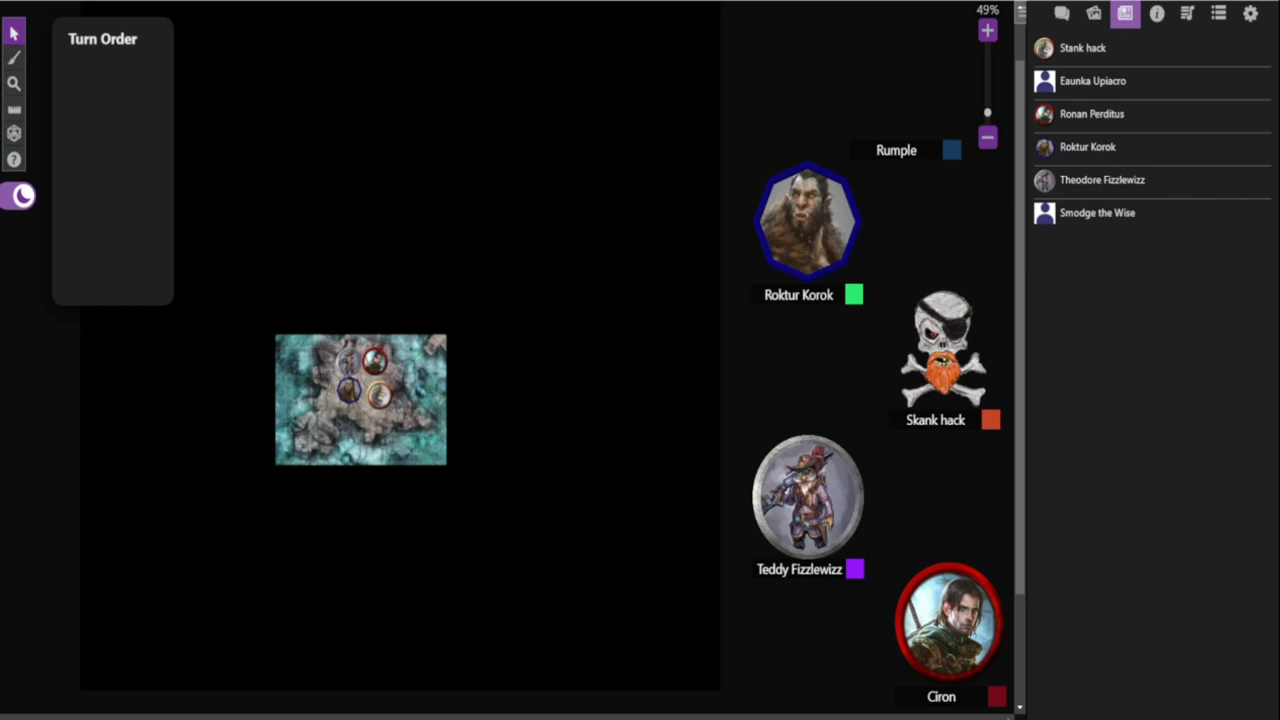 Turn Order
49%
Rumple
Roktur Korok
Skank hack
Teddy Fizzlewizz
Ciron
Stank hack
Eaunka Upiacro
Ronan Perditus
Roktur Korok
Theodore Fizzlewizz
Smodge the Wise